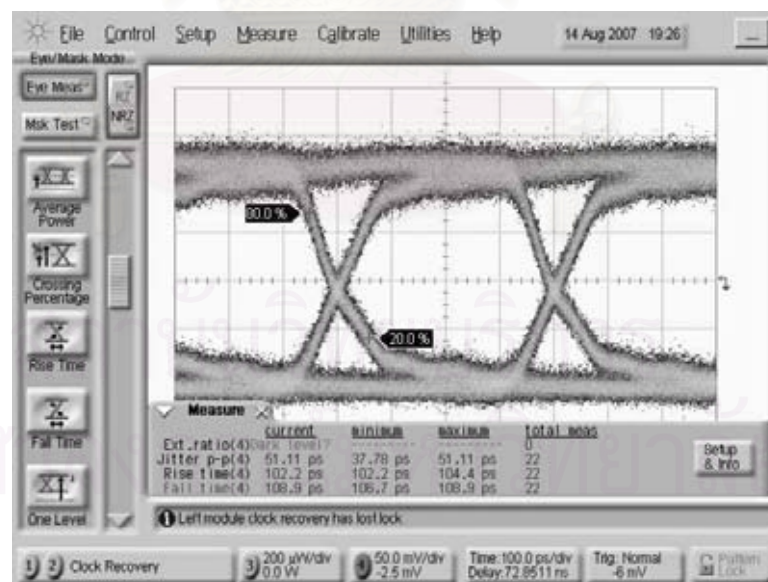 File Control Setup Measure Calibrate Utilities Help 14 Aug 2007 19:26
Eye/Mask Mode
Eye Meas
RZ
NRZ
Msk Test
Average
Power
Crossing
Percentage
Rise Time
Fall Time
One Level
80.0 %
20.0 %
Measure
current minimum maximum total meas
Ext.ratio(4) Dark level? -------- -------- 0
Jitter p-p(4) 51.11 ps 37.78 ps 51.11 ps 22
Rise time(4) 102.2 ps 102.2 ps 104.4 ps 22
Fall time(4) 108.9 ps 106.7 ps 108.9 ps 22
Setup
& Info
Left module clock recovery has lost lock
1) 2) Clock Recovery
3) 200 µW/div
0.0 W
4) 50.0 mV/div
-2.5 mV
Time:100.0 ps/div
Delay:72.8511 ns
Trig: Normal
-6 mV
Pattern
Lock